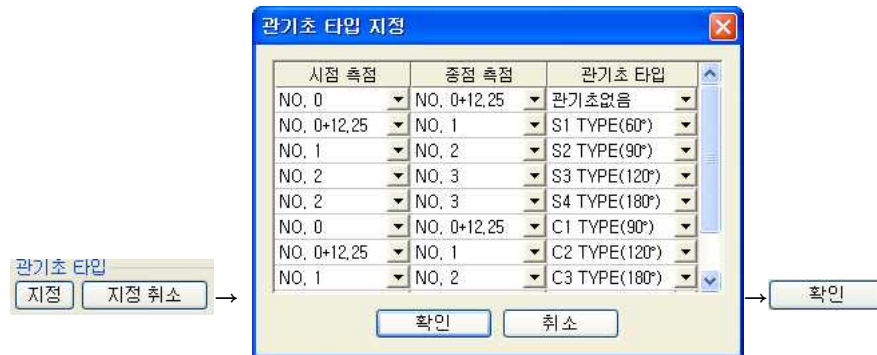 관기초 타입 지정
시점 측점 종점 측점 관기초 타입
NO. 0 NO. 0+12.25 관기초없음
NO. 0+12.25 NO. 1 S1 TYPE(60°)
NO. 1 NO. 2 S2 TYPE(90°)
NO. 2 NO. 3 S3 TYPE(120°)
NO. 2 NO. 3 S4 TYPE(180°)
NO. 0 NO. 0+12.25 C1 TYPE(90°)
NO. 0+12.25 NO. 1 C2 TYPE(120°)
NO. 1 NO. 2 C3 TYPE(180°)
관기초 타입
지정 지정 취소 → → 확인
확인 취소